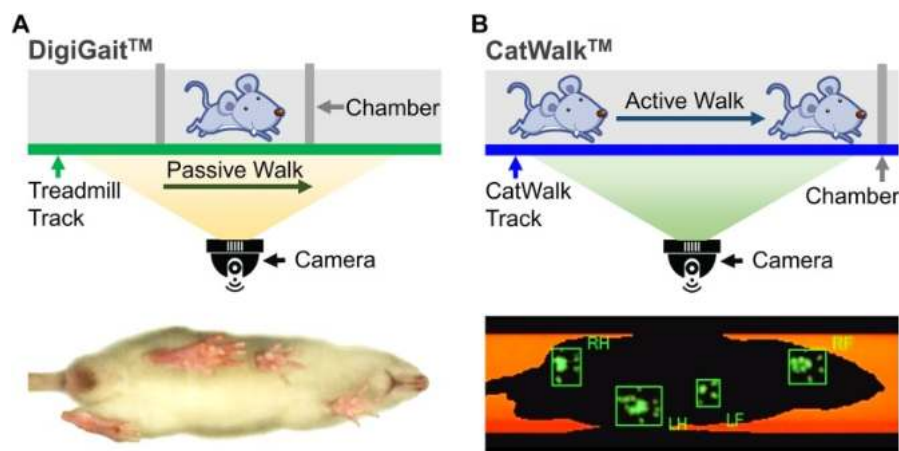 A
DigiGait™
Chamber
Passive Walk
Treadmill
Track
Camera
B
CatWalk™
Active Walk
CatWalk
Track
Chamber
Camera
RH
RF
LH
LF